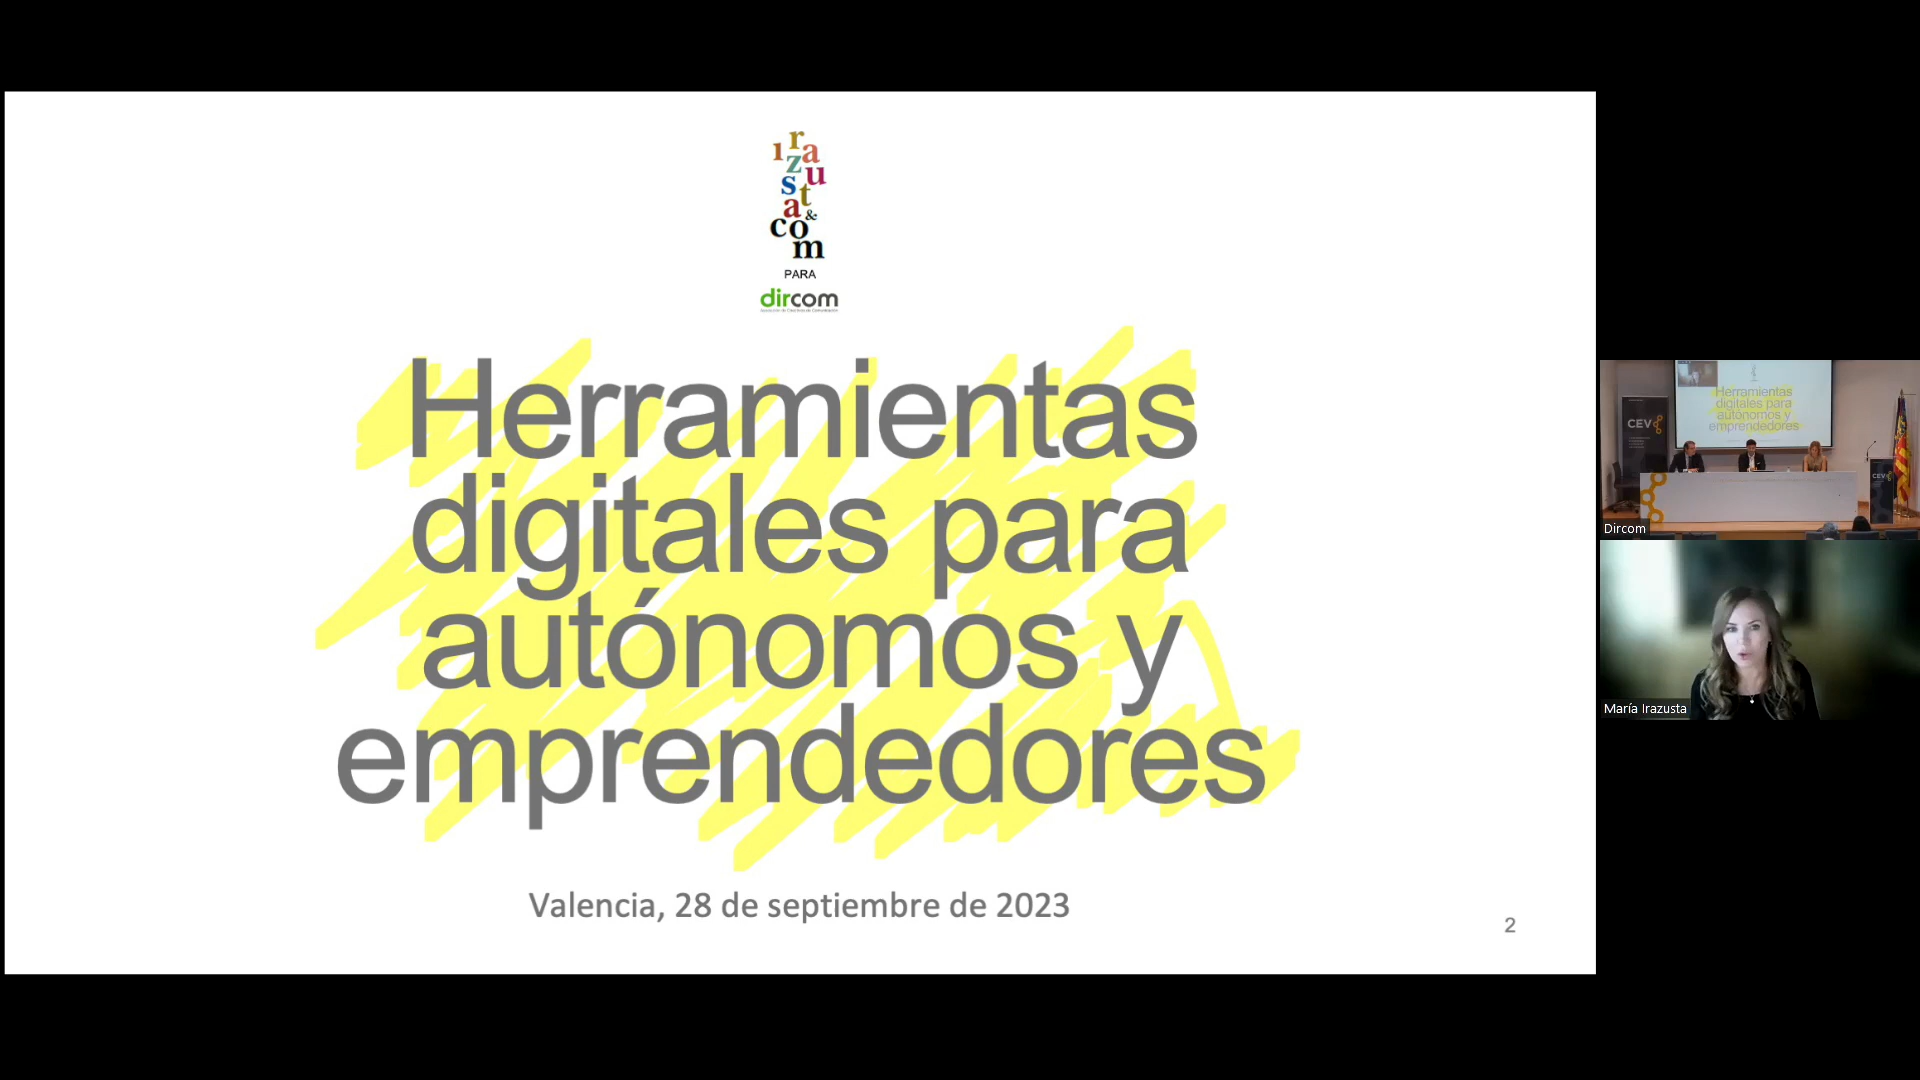 irazusta&com
PARA
dircom
Herramientas
digitales para
autónomos y
emprendedores
Valencia, 28 de septiembre de 2023
2
Herramientas
digitales para
autónomos y
emprendedores
CEV
CEV
Dircom
María Irazusta